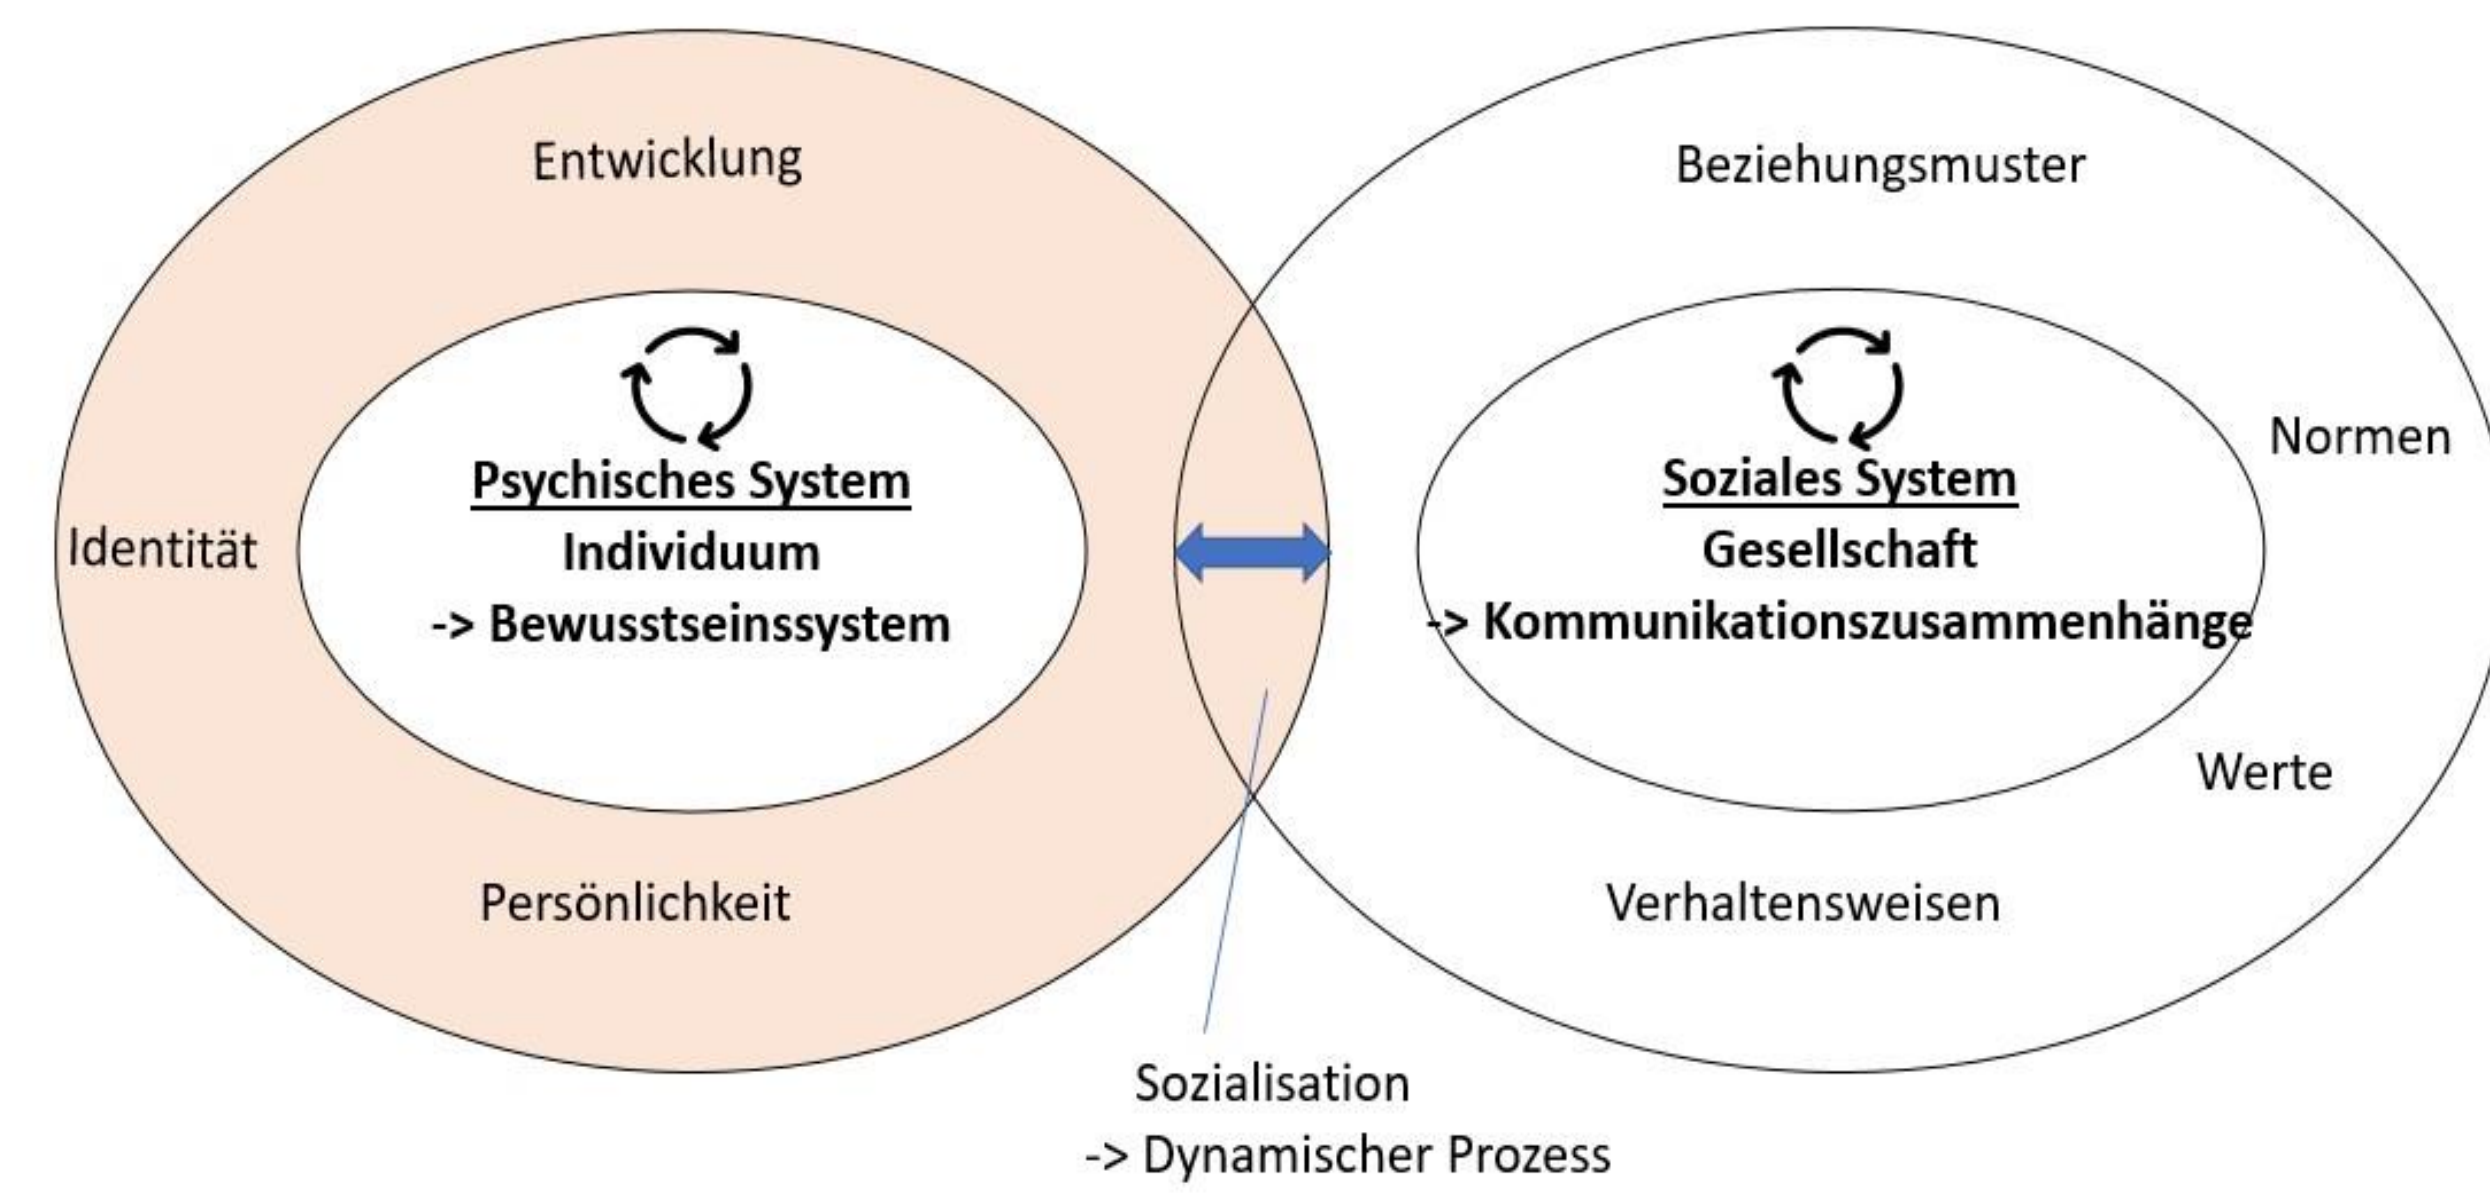 Entwicklung
Identität
Psychisches System
Individuum
-> Bewusstseinssystem
Persönlichkeit
Beziehungsmuster
Normen
Soziales System
Gesellschaft
-> Kommunikationszusammenhänge
Werte
Verhaltensweisen
Sozialisation
-> Dynamischer Prozess